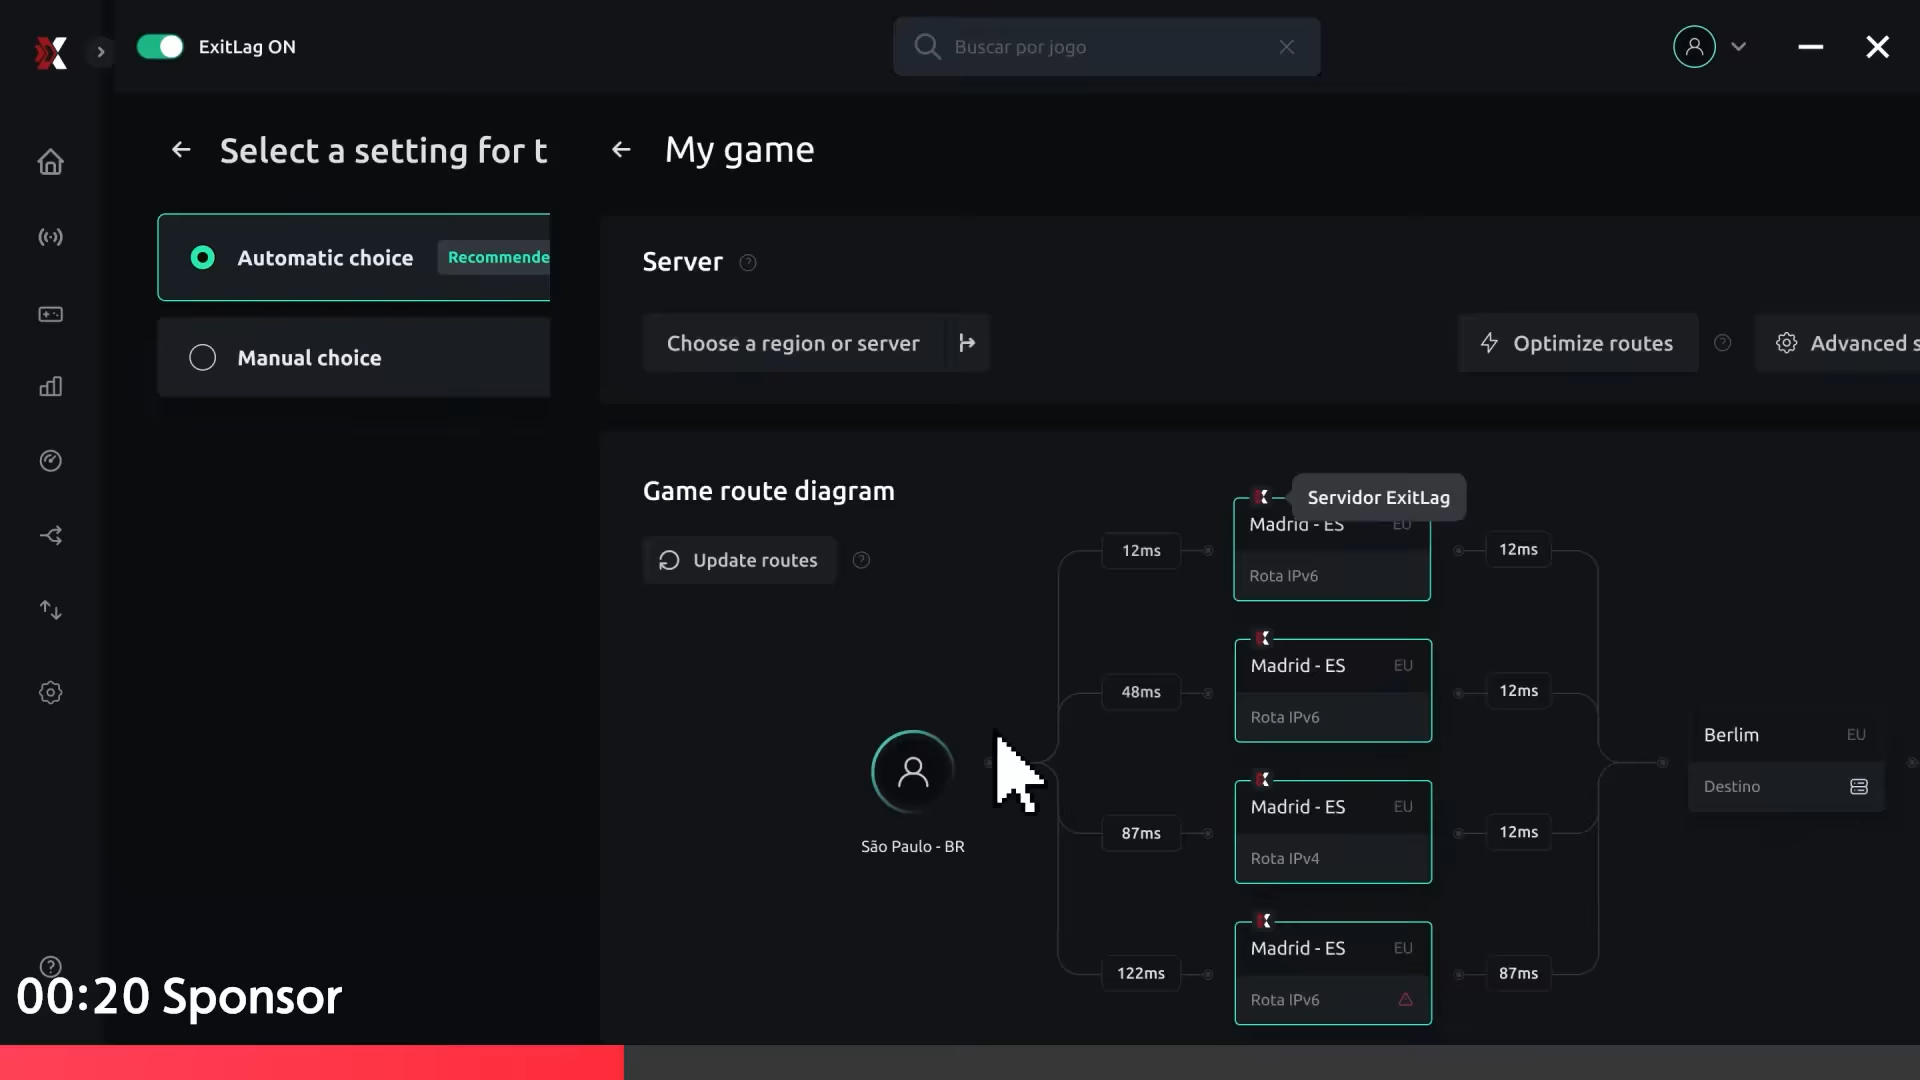 ExitLag ON
Buscar por jogo
Select a setting for t
Automatic choice
Recommende
Manual choice
My game
Server
Choose a region or server
Optimize routes
Advanced s
Game route diagram
Update routes
São Paulo - BR
12ms
48ms
87ms
122ms
Servidor ExitLag
Madrid - ES EU
Rota IPv6
Madrid - ES EU
Rota IPv6
Madrid - ES EU
Rota IPv4
Madrid - ES EU
Rota IPv6
12ms
12ms
12ms
87ms
Berlim EU
Destino
00:20 Sponsor